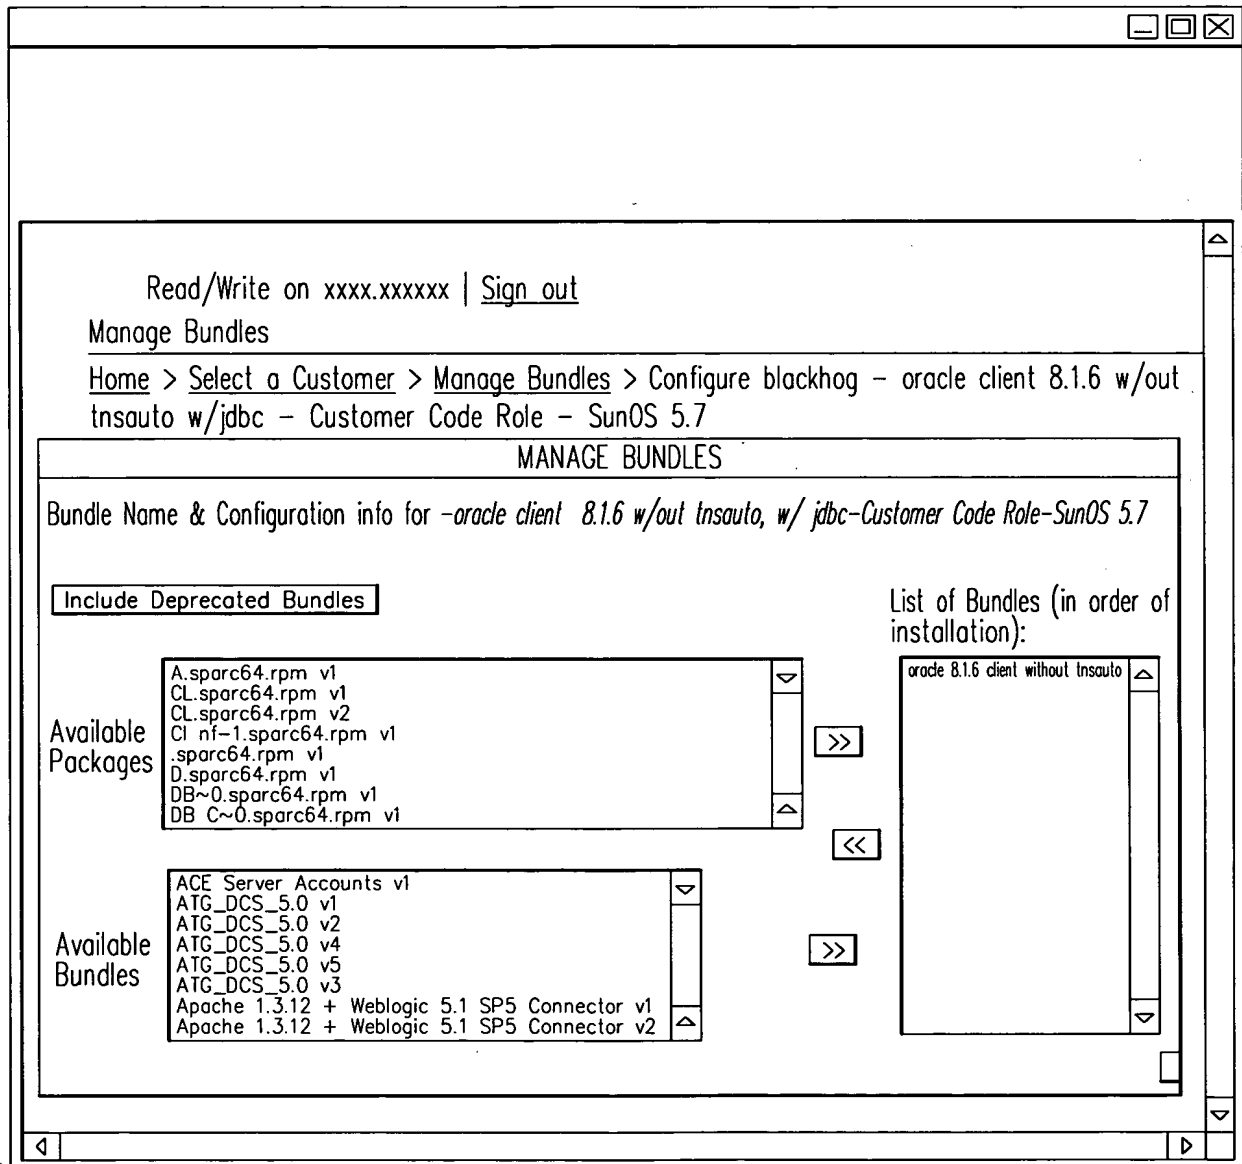 Read/Write on xxxx.xxxxxx | Sign out
Manage Bundles
Home > Select a Customer > Manage Bundles > Configure blackhog – oracle client 8.1.6 w/out
tnsauto w/jdbc – Customer Code Role – SunOS 5.7
MANAGE BUNDLES
Bundle Name & Configuration info for -oracle client 8.1.6 w/out tnsauto, w/ jdbc-Customer Code Role-SunOS 5.7
Include Deprecated Bundles
List of Bundles (in order of
installation):
Available
Packages
A.sparc64.rpm v1
CL.sparc64.rpm v1
CL.sparc64.rpm v2
CI nf-1.sparc64.rpm v1
.sparc64.rpm v1
D.sparc64.rpm v1
DB~0.sparc64.rpm v1
DB C~0.sparc64.rpm v1
>>
oracle 8.1.6 client without tnsauto
<<
Available
Bundles
ACE Server Accounts v1
ATG_DCS_5.0 v1
ATG_DCS_5.0 v2
ATG_DCS_5.0 v4
ATG_DCS_5.0 v5
ATG_DCS_5.0 v3
Apache 1.3.12 + Weblogic 5.1 SP5 Connector v1
Apache 1.3.12 + Weblogic 5.1 SP5 Connector v2
>>